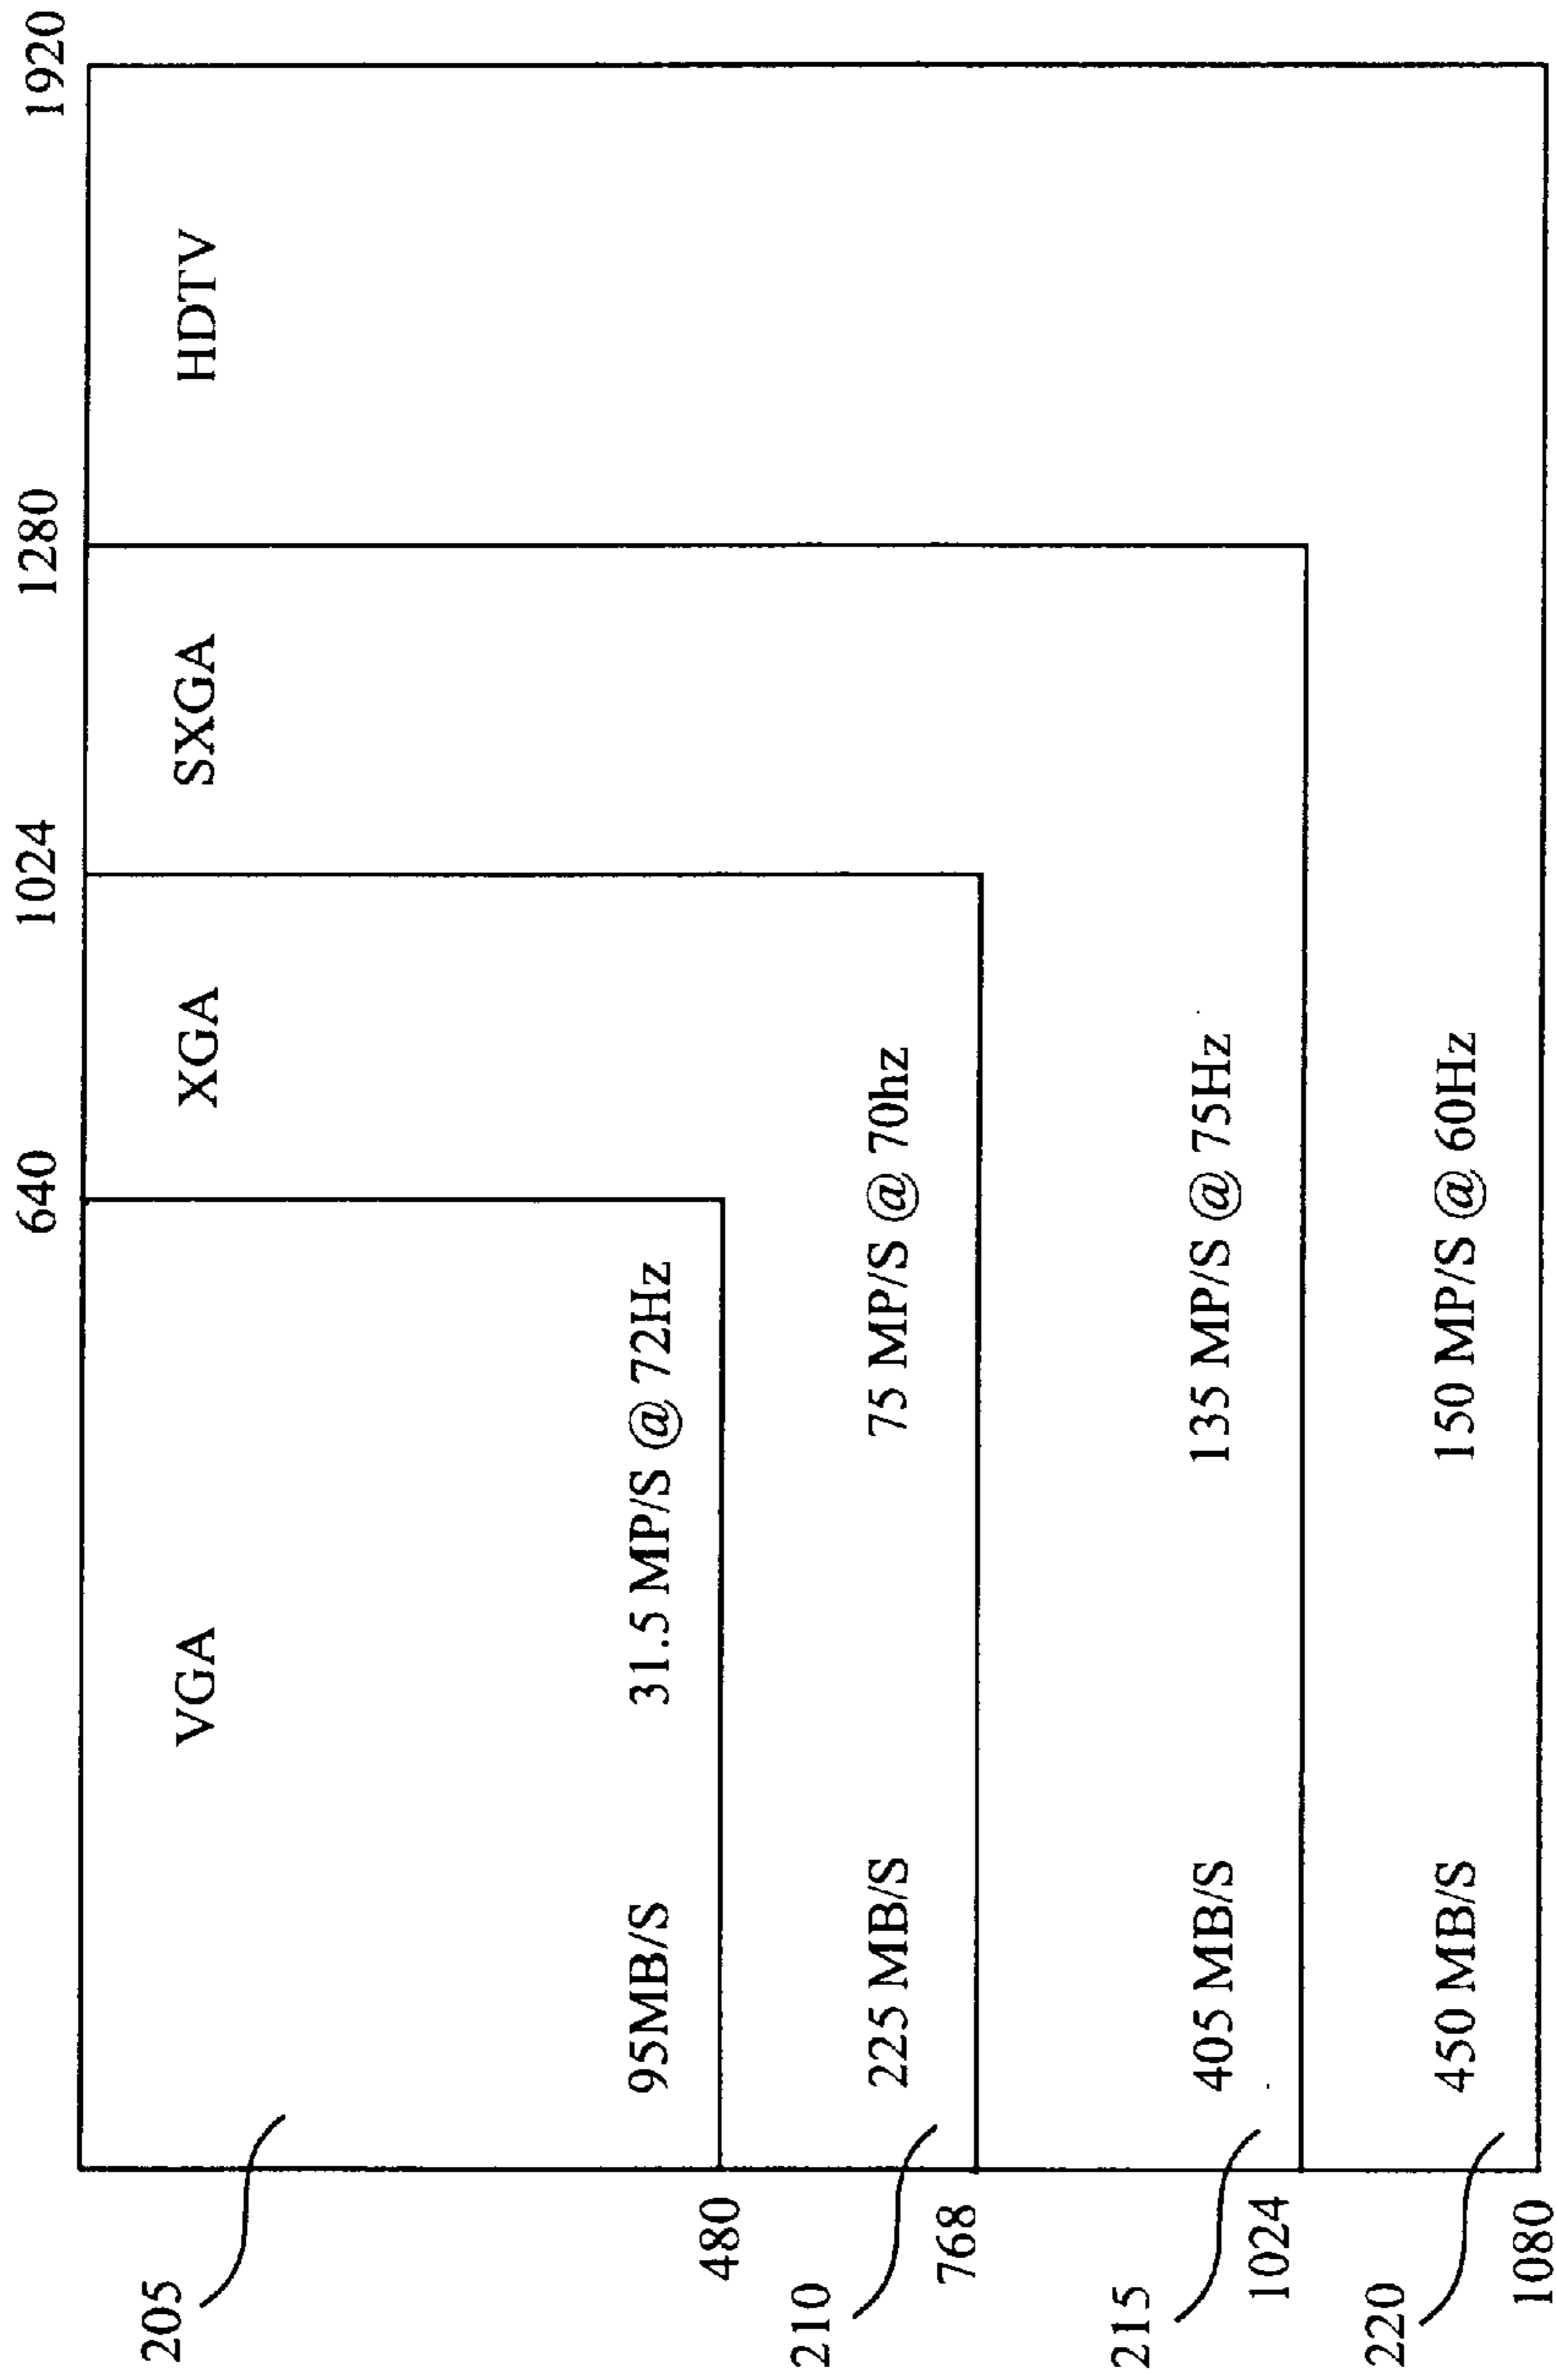 640
1024
1280
1920
205
VGA
XGA
SXGA
HDTV
95MB/S
31.5 MP/S @ 72Hz
480
210
225 MB/S
75 MP/S @ 70hz
768
215
405 MB/S
135 MP/S @ 75Hz
1024
220
450 MB/S
150 MP/S @ 60Hz
1080